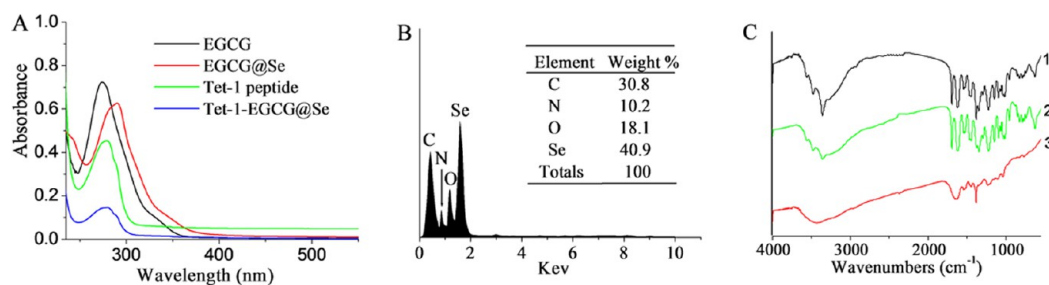 A
1.0
0.8
0.6
0.4
0.2
0.0
Absorbance
EGCG
EGCG@Se
Tet-1 peptide
Tet-1-EGCG@Se
300
400
500
Wavelength (nm)
B
Element Weight %
C 30.8
N 10.2
O 18.1
Se 40.9
Totals 100
C
N
O
Se
0 2 4 6 8 10
Kev
C
1
2
3
4000 3000 2000 1000
Wavenumbers (cm⁻¹)